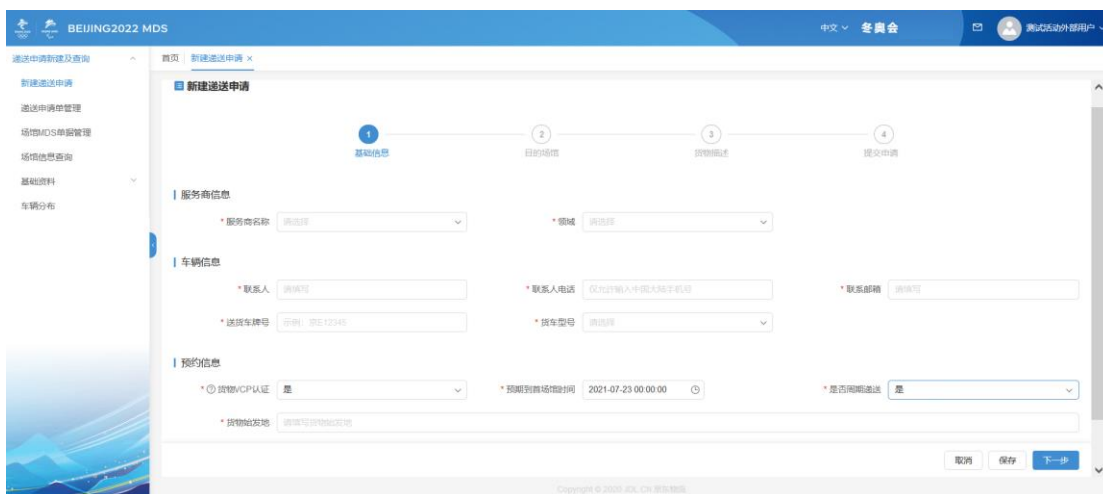 BEIJING2022 MDS
中文 冬奥会 测试活动外部用户
递送申请新建及查询
新建递送申请
递送申请单管理
场馆MDS单据管理
场馆信息查询
基础资料
车辆分布
首页 新建递送申请 ×
新建递送申请
1 2 3 4
基础信息 目的场馆 货物描述 提交申请
服务商信息
* 服务商名称 请选择 * 领域 请选择
车辆信息
* 联系人 请填写 * 联系人电话 仅允许输入中国大陆手机号 * 联系邮箱 请填写
* 送货车牌号 示例：京E12345 * 货车型号 请选择
预约信息
* 货物VCP认证 是 * 预期到首场馆时间 2021-07-23 00:00:00 * 是否周期递送 是
* 货物始发地 请填写货物始发地
取消 保存 下一步
Copyright © 2020 JDL.CN 京东物流